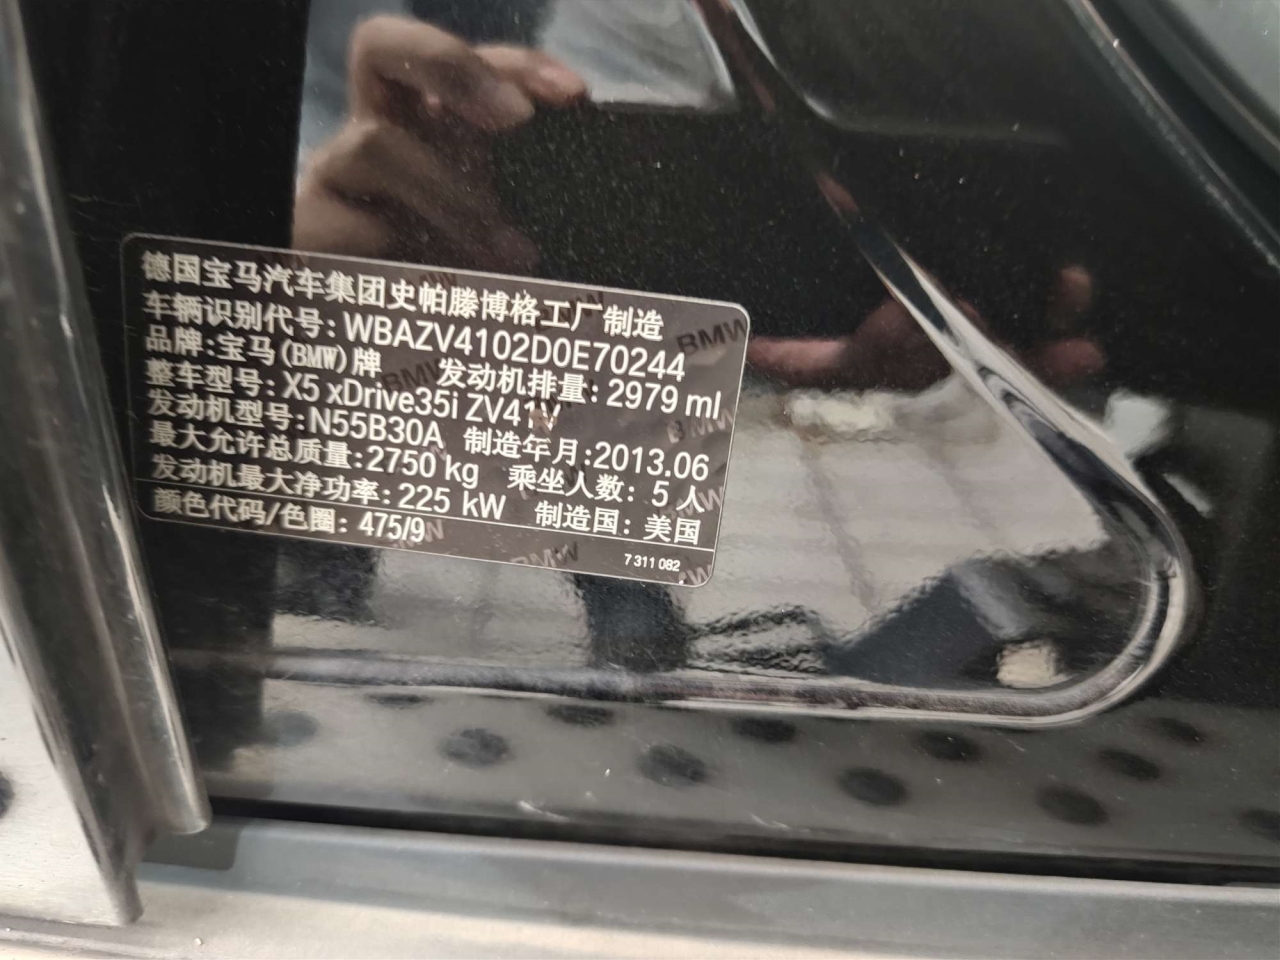 德国宝马汽车集团史帕滕博格工厂制造
车辆识别代号: WBAZV4102D0E70244
品牌:宝马(BMW)牌 发动机排量: 2979 ml
整车型号: X5 xDrive35i ZV41V
发动机型号:N55B30A 制造年月:2013.06
最大允许总质量:2750 kg 乘坐人数: 5 人
发动机最大净功率: 225 kW 制造国: 美国
颜色代码/色圈: 475/9
7 311 082